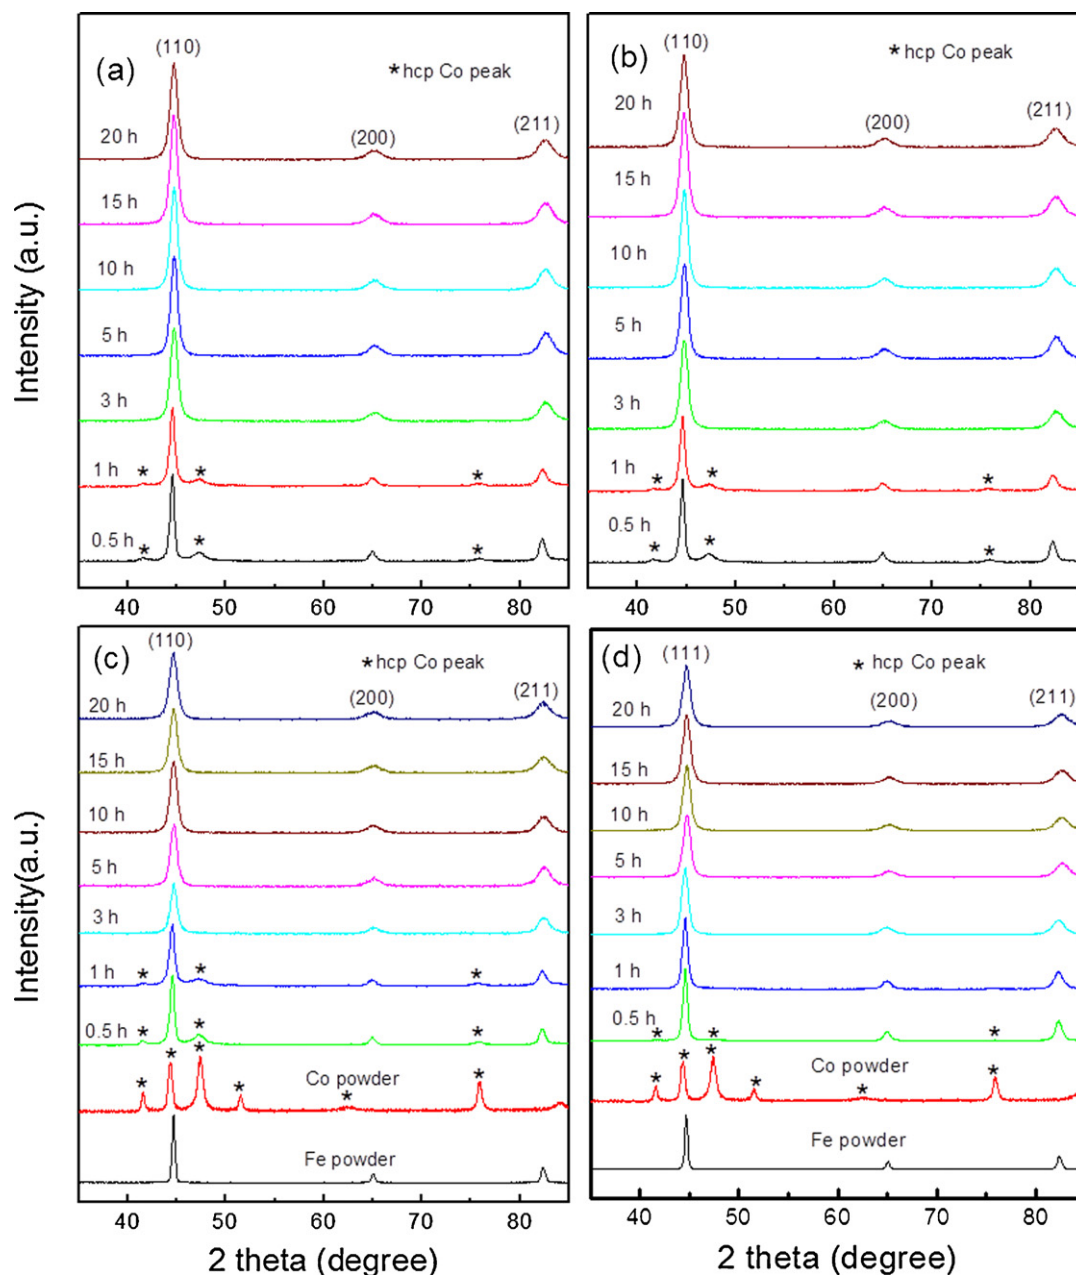 (110)
(a)
* hcp Co peak
20 h
(200)
(211)
15 h
10 h
5 h
3 h
1 h
* * *
0.5 h
* * *
40 50 60 70 80
Intensity (a.u.)
(110)
(b)
* hcp Co peak
20 h
(200)
(211)
15 h
10 h
5 h
3 h
1 h
* * *
0.5 h
* * *
40 50 60 70 80
(110)
(c)
* hcp Co peak
20 h
(200)
(211)
15 h
10 h
5 h
3 h
1 h
* * *
0.5 h
* * *
Co powder
* * * * * *
Fe powder
40 50 60 70 80
2 theta (degree)
Intensity(a.u.)
(111)
(d)
* hcp Co peak
20 h
(200)
(211)
15 h
10 h
5 h
3 h
1 h
0.5 h
* * *
Co powder
* * * * * *
Fe powder
40 50 60 70 80
2 theta (degree)